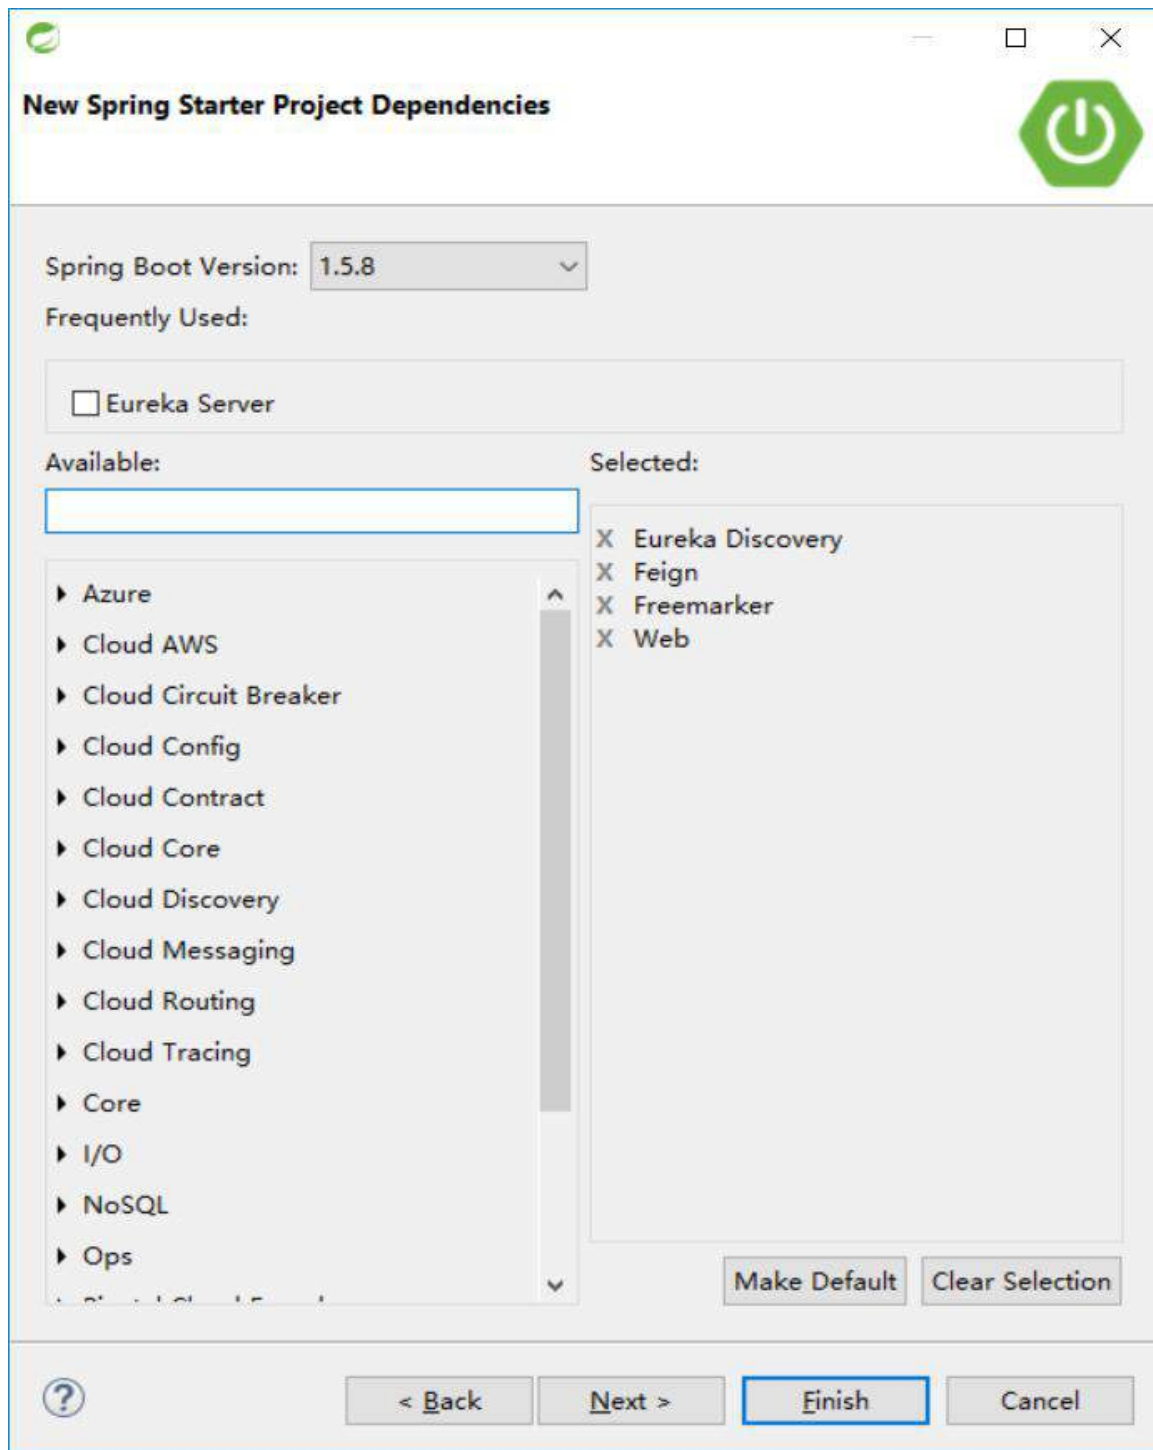 New Spring Starter Project Dependencies
Spring Boot Version: 1.5.8
Frequently Used:
Eureka Server
Available:
Selected:
X Eureka Discovery
X Feign
X Freemarker
X Web
Azure
Cloud AWS
Cloud Circuit Breaker
Cloud Config
Cloud Contract
Cloud Core
Cloud Discovery
Cloud Messaging
Cloud Routing
Cloud Tracing
Core
I/O
NoSQL
Ops
Make Default Clear Selection
? < Back Next > Finish Cancel